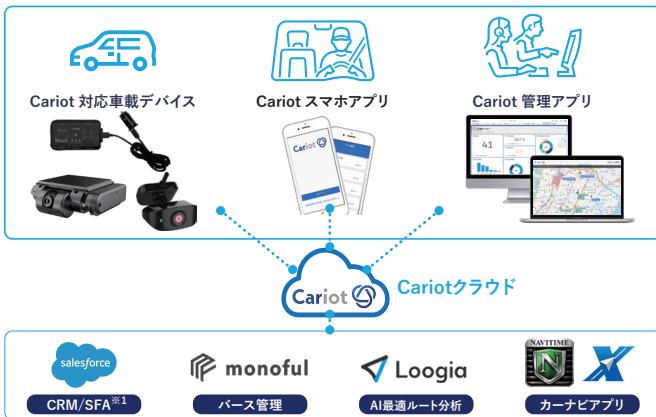 Cariot 対応車載デバイス
Cariot スマホアプリ
Cariot 管理アプリ
Cariot
41
Cariot
Cariotクラウド
salesforce
monoful
Loogia
NAVITIME
N
X
CRM/SFA※1
バース管理
AI最適ルート分析
カーナビアプリ